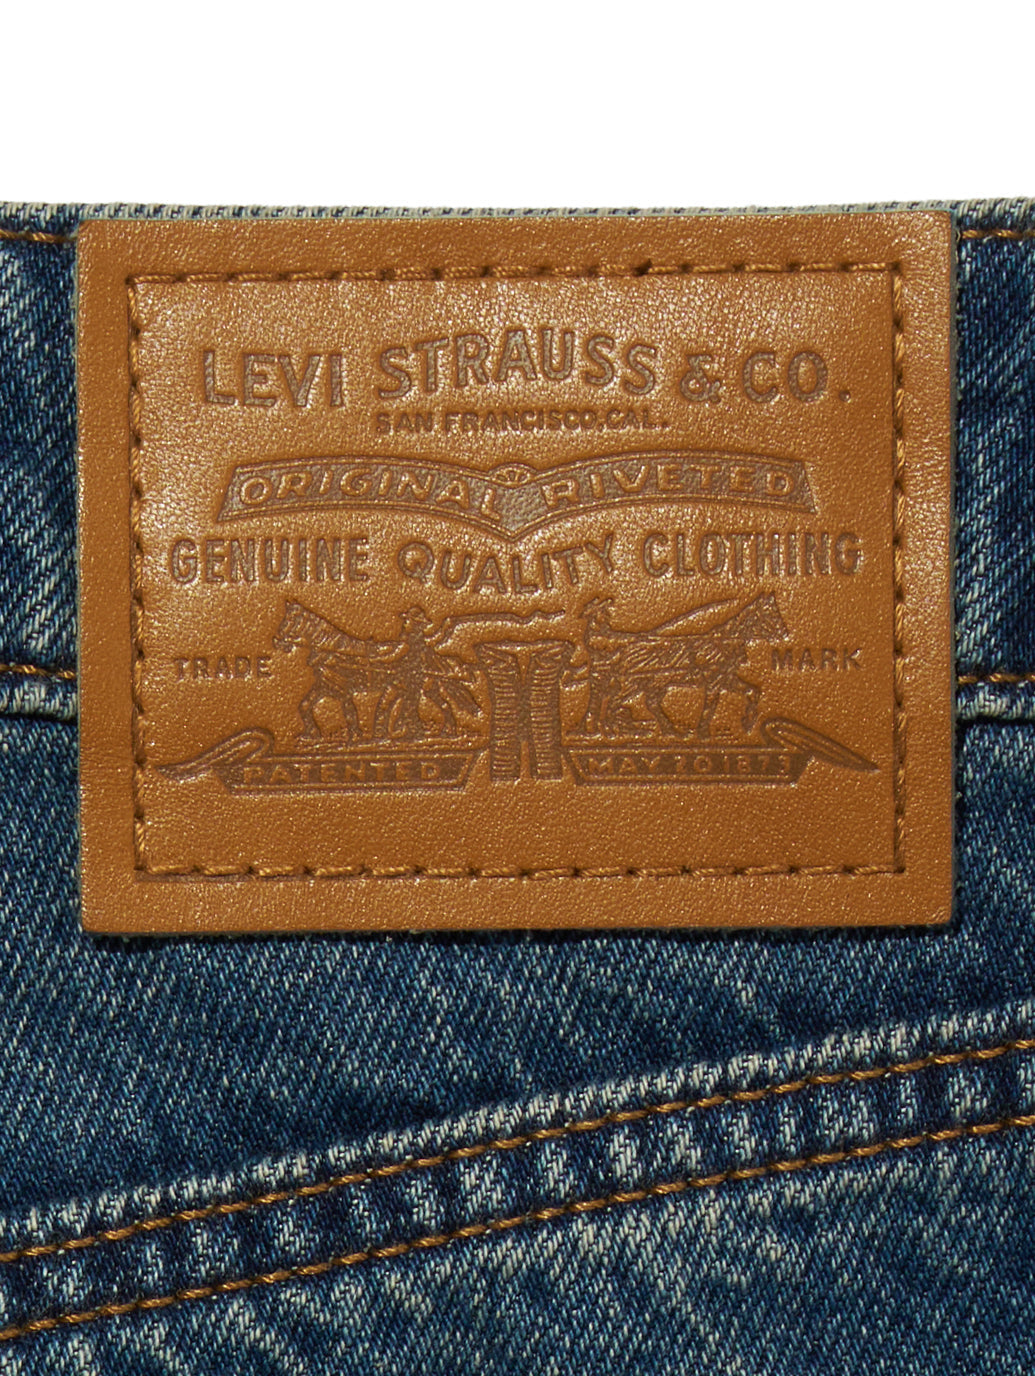 LEVI STRAUSS & CO.
SAN FRANCISCO, CAL.
ORIGINAL RIVETED
GENUINE QUALITY CLOTHING
TRADE MARK
PATENTED MAY 20 1873